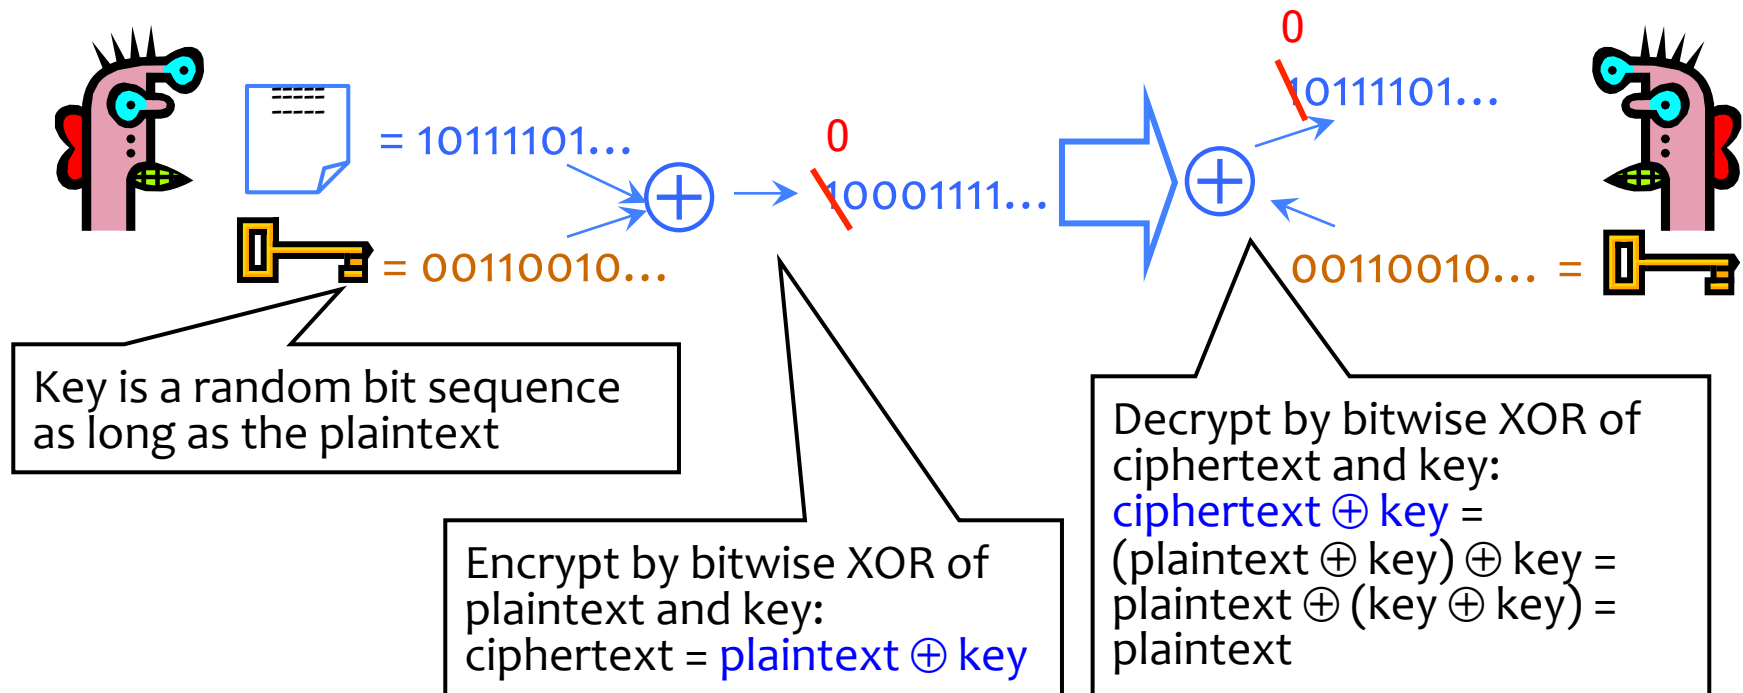 0
10111101...
= 10111101...
0
10001111...
= 00110010...
00110010... =
Key is a random bit sequence
as long as the plaintext
Encrypt by bitwise XOR of
plaintext and key:
ciphertext = plaintext ⊕ key
Decrypt by bitwise XOR of
ciphertext and key:
ciphertext ⊕ key =
(plaintext ⊕ key) ⊕ key =
plaintext ⊕ (key ⊕ key) =
plaintext